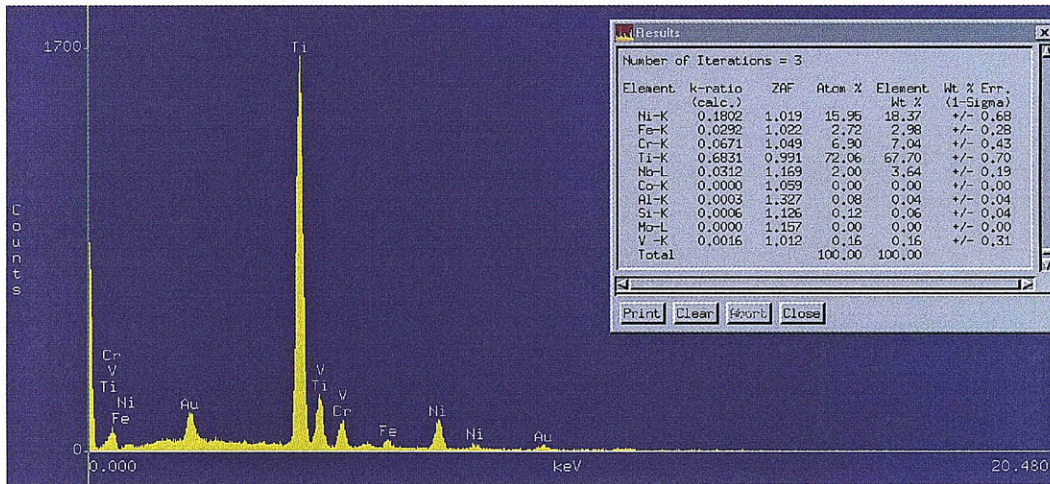 1700
Ti
Counts
Cr
V
Ti
Ni
Fe
Au
V
Ti
V
Cr
Fe
Ni
Ni
Au
0
0.000
keV
20.480
Results
Number of Iterations = 3
Element k-ratio ZAF Atom % Element Wt % Err.
(calc.) Wt % (1-Sigma)
Ni-K 0.1802 1.019 15.95 18.37 +/- 0.68
Fe-K 0.0292 1.022 2.72 2.98 +/- 0.28
Cr-K 0.0671 1.049 6.90 7.04 +/- 0.43
Ti-K 0.6831 0.991 72.06 67.70 +/- 0.70
Nb-L 0.0312 1.169 2.00 3.64 +/- 0.19
Co-K 0.0000 1.059 0.00 0.00 +/- 0.00
Al-K 0.0003 1.327 0.08 0.04 +/- 0.04
Si-K 0.0006 1.126 0.12 0.06 +/- 0.04
Mo-L 0.0000 1.157 0.00 0.00 +/- 0.00
V -K 0.0016 1.012 0.16 0.16 +/- 0.31
Total 100.00 100.00
Print Clear Abort Close